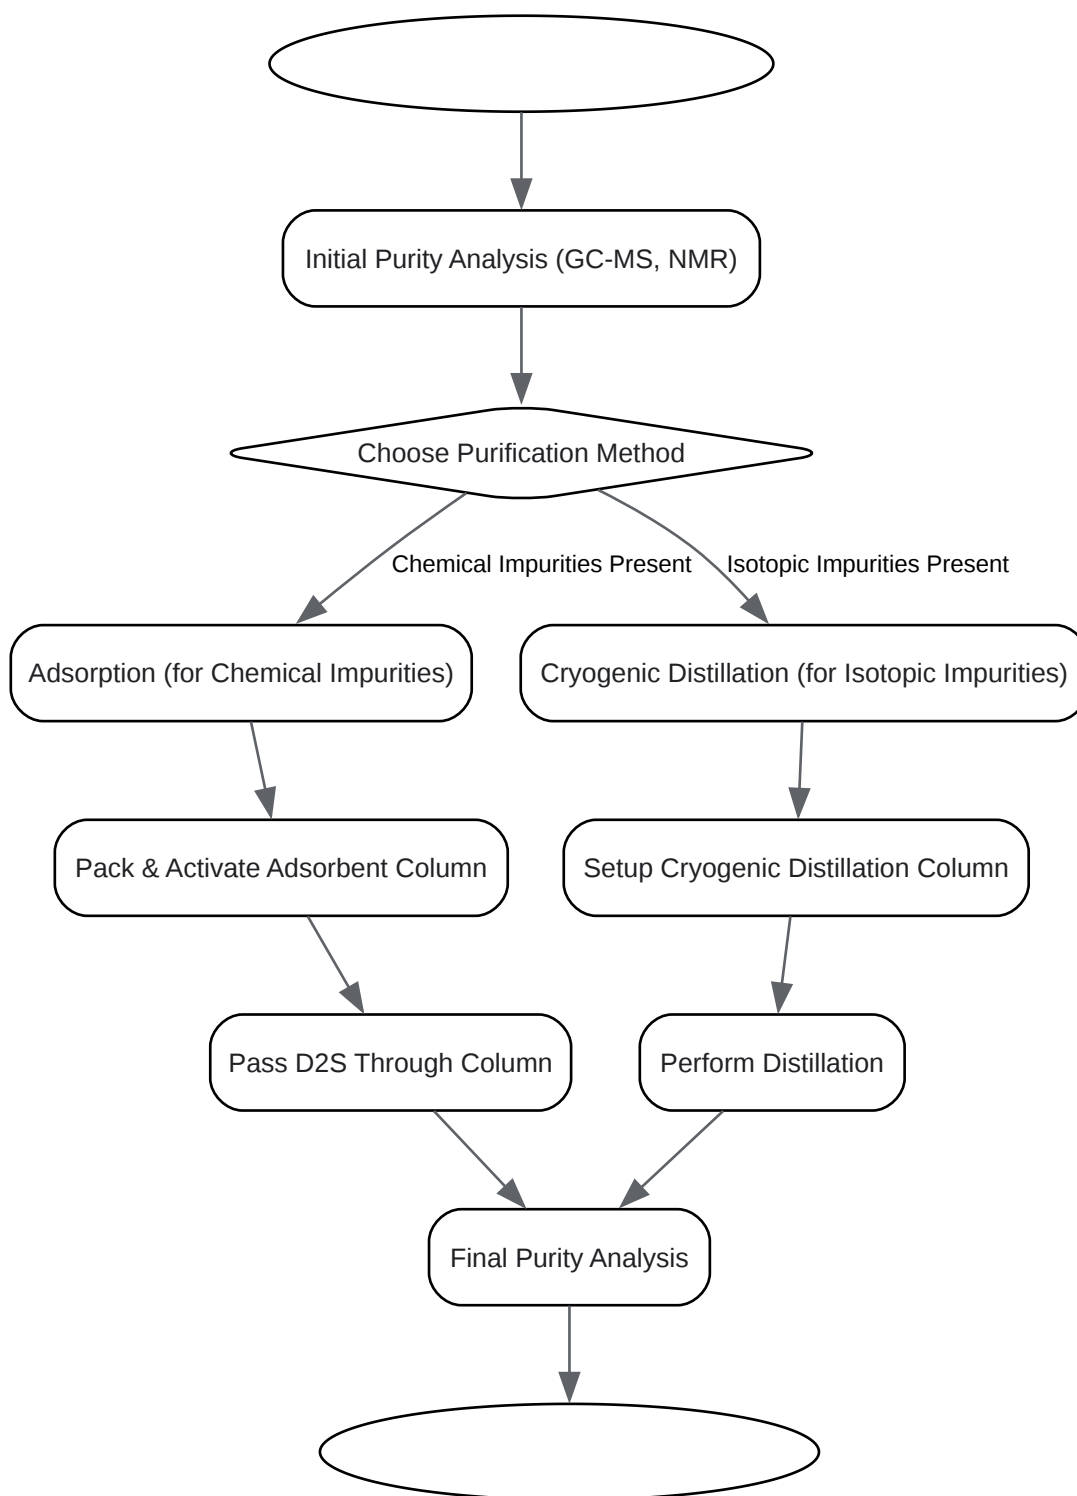 Initial Purity Analysis (GC-MS, NMR)
Choose Purification Method
Chemical Impurities Present
Isotopic Impurities Present
Adsorption (for Chemical Impurities)
Cryogenic Distillation (for Isotopic Impurities)
Pack & Activate Adsorbent Column
Setup Cryogenic Distillation Column
Pass D2S Through Column
Perform Distillation
Final Purity Analysis